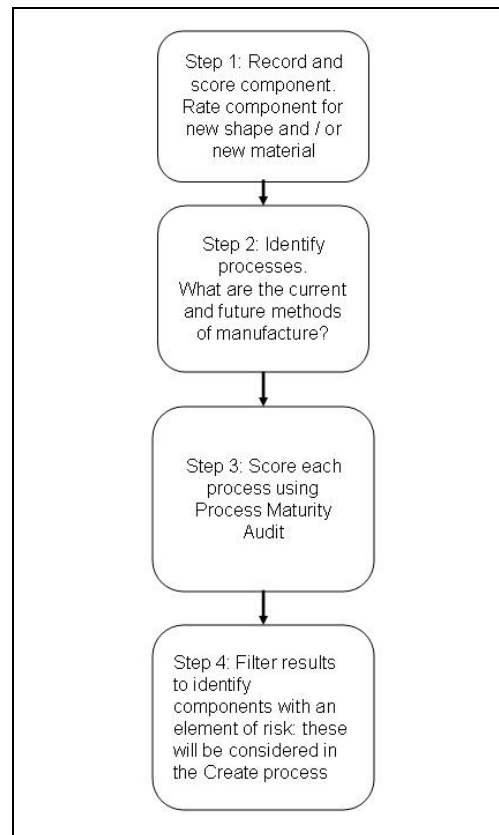 Step 1: Record and
score component.
Rate component for
new shape and / or
new material
Step 2: Identify
processes.
What are the current
and future methods
of manufacture?
Step 3: Score each
process using
Process Maturity
Audit
Step 4: Filter results
to identify
components with an
element of risk: these
will be considered in
the Create process